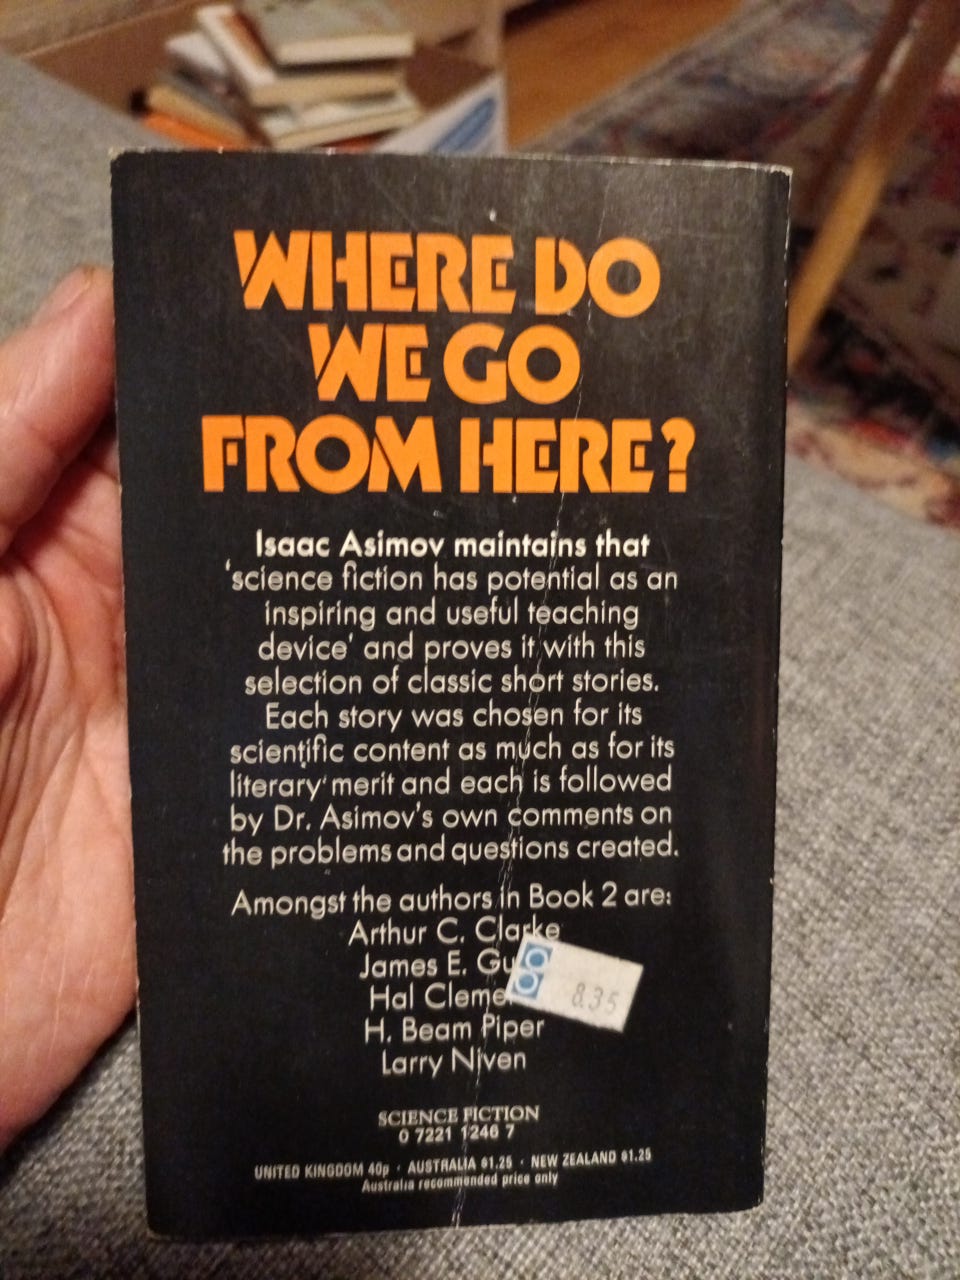 WHERE DO
WE GO
FROM HERE?
Isaac Asimov maintains that
'science fiction has potential as an
inspiring and useful teaching
device' and proves it with this
selection of classic short stories.
Each story was chosen for its
scientific content as much as for its
literary merit and each is followed
by Dr. Asimov's own comments on
the problems and questions created.
Amongst the authors in Book 2 are:
Arthur C. Clarke
James E.
Hal
8.35
H. Beam Piper
Larry Niven
SCIENCE FICTION
0 7221 1246 7
UNITED KINGDOM 40p · AUSTRALIA $1.25 · NEW ZEALAND $1.25
Australia recommended price only